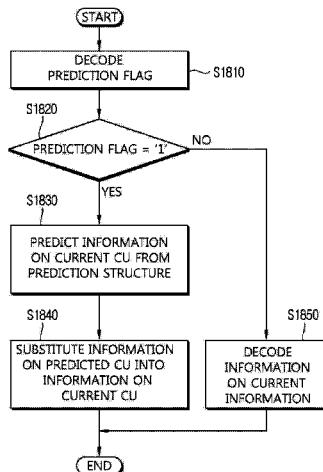 START
DECODE
PREDICTION FLAG
S1810
S1820
PREDICTION FLAG = '1'
NO
YES
S1830
PREDICT INFORMATION
ON CURRENT CU FROM
PREDICTION STRUCTURE
S1840
SUBSTITUTE INFORMATION
ON PREDICTED CU INTO
INFORMATION ON
CURRENT CU
S1850
DECODE
INFORMATION
ON CURRENT
INFORMATION
END